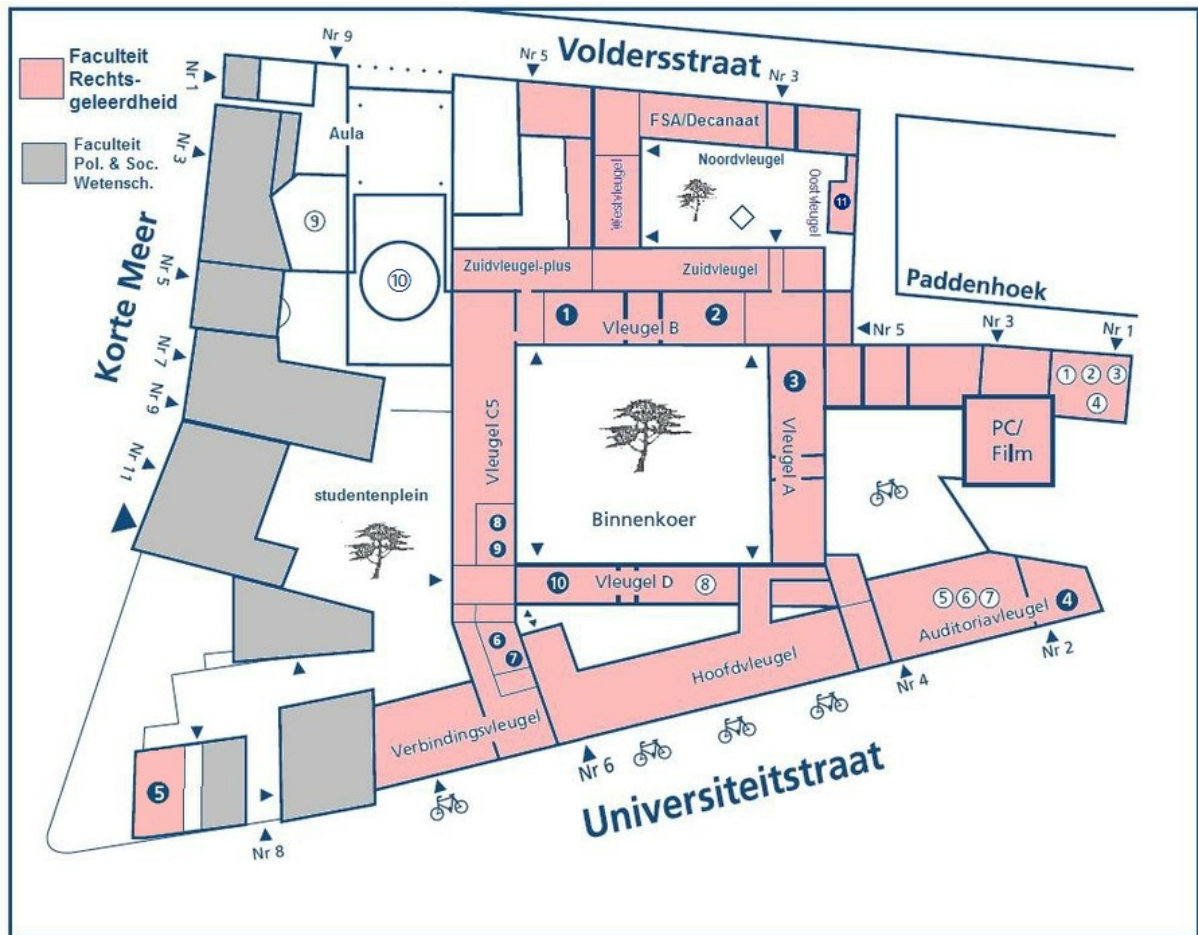 Faculteit
Rechts-
geleerdheid
Faculteit
Pol. & Soc.
Wetensch.
Nr 9
Nr 1
Nr 3
Korte Meer
Nr 5
Nr 7
Nr 9
Nr 11
Aula
9
10
Nr 5
Voldersstraat
Nr 3
FSA/Decanaat
Noordvleugel
Westvleugel
Oostvleugel
11
Zuidvleugel-plus
Zuidvleugel
1
Vleugel B
2
Paddenhoek
Nr 5
Nr 3
Nr 1
1 2 3
4
PC/
Film
3
Vleugel A
Vleugel C5
8
9
Binnenkoer
studentenplein
10
Vleugel D
8
5 6 7
Auditoriavleugel
4
6
7
Hoofdvleugel
Verbindingsvleugel
Nr 2
Nr 4
Nr 6
Universiteitstraat
5
Nr 8